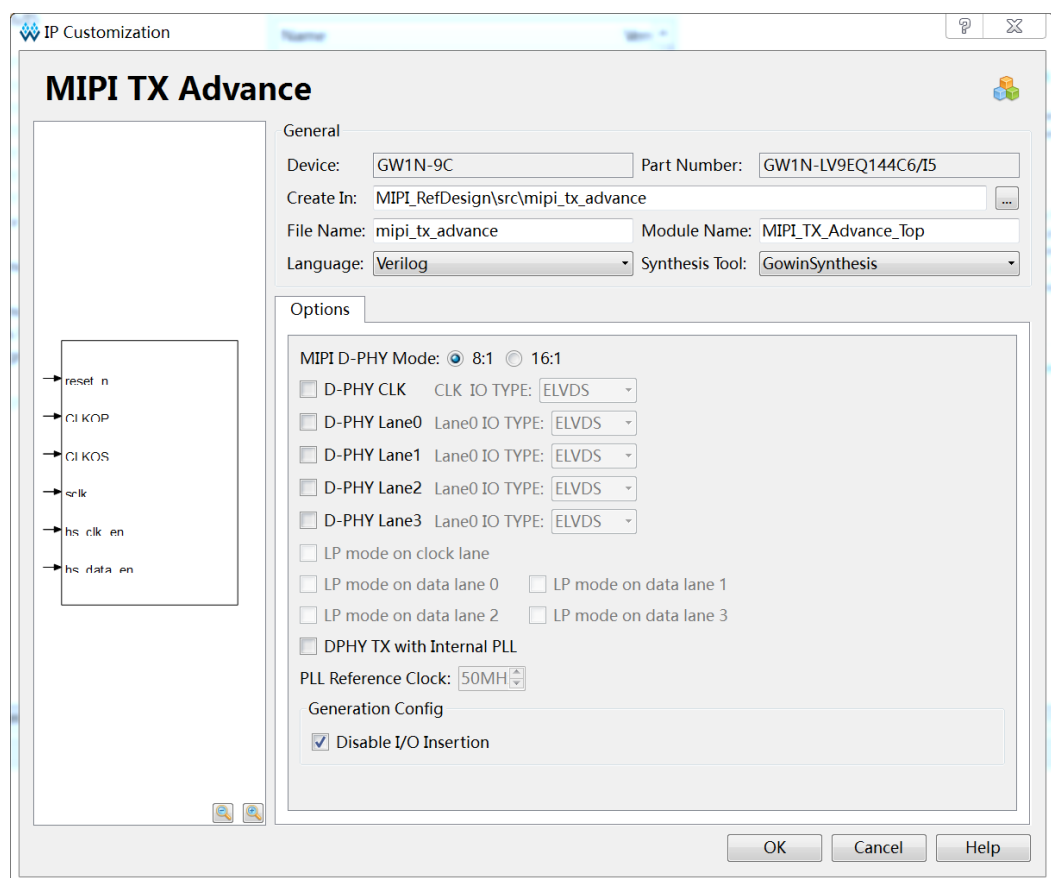 IP Customization
Name Ven
MIPI TX Advance
General
Device: GW1N-9C Part Number: GW1N-LV9EQ144C6/I5
Create In: MIPI_RefDesign\src\mipi_tx_advance ...
File Name: mipi_tx_advance Module Name: MIPI_TX_Advance_Top
Language: Verilog Synthesis Tool: GowinSynthesis
Options
reset_n
CLKOP
CLKOS
sclk
hs_clk_en
hs_data_en
MIPI D-PHY Mode: 8:1 16:1
D-PHY CLK CLK IO TYPE: ELVDS
D-PHY Lane0 Lane0 IO TYPE: ELVDS
D-PHY Lane1 Lane0 IO TYPE: ELVDS
D-PHY Lane2 Lane0 IO TYPE: ELVDS
D-PHY Lane3 Lane0 IO TYPE: ELVDS
LP mode on clock lane
LP mode on data lane 0 LP mode on data lane 1
LP mode on data lane 2 LP mode on data lane 3
DPHY TX with Internal PLL
PLL Reference Clock: 50MH
Generation Config
Disable I/O Insertion
OK Cancel Help